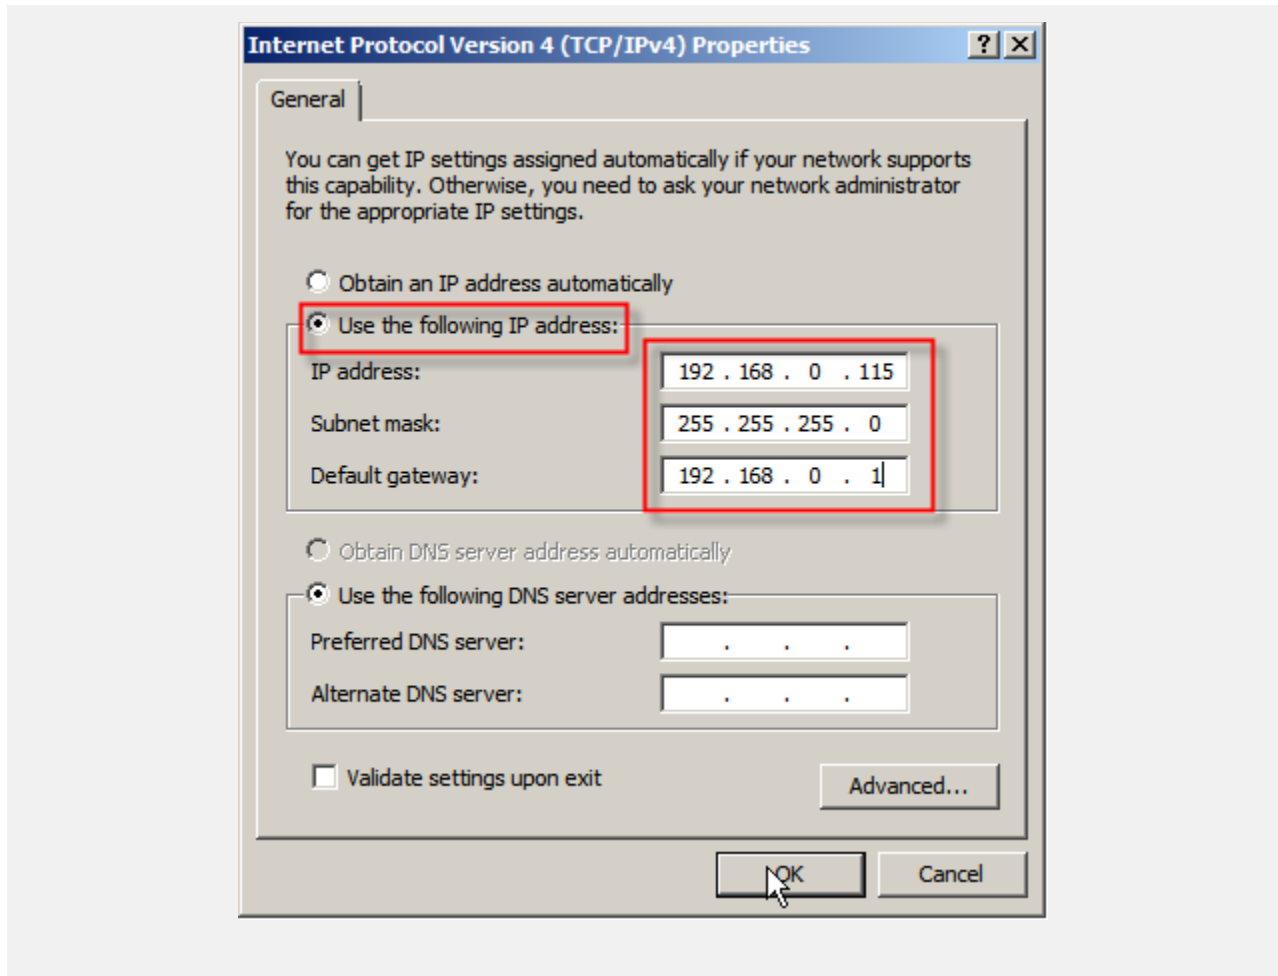 Internet Protocol Version 4 (TCP/IPv4) Properties
General
You can get IP settings assigned automatically if your network supports
this capability. Otherwise, you need to ask your network administrator
for the appropriate IP settings.
Obtain an IP address automatically
Use the following IP address:
IP address: 192 . 168 . 0 . 115
Subnet mask: 255 . 255 . 255 . 0
Default gateway: 192 . 168 . 0 . 1
Obtain DNS server address automatically
Use the following DNS server addresses:
Preferred DNS server: . . .
Alternate DNS server: . . .
Validate settings upon exit
Advanced...
OK Cancel